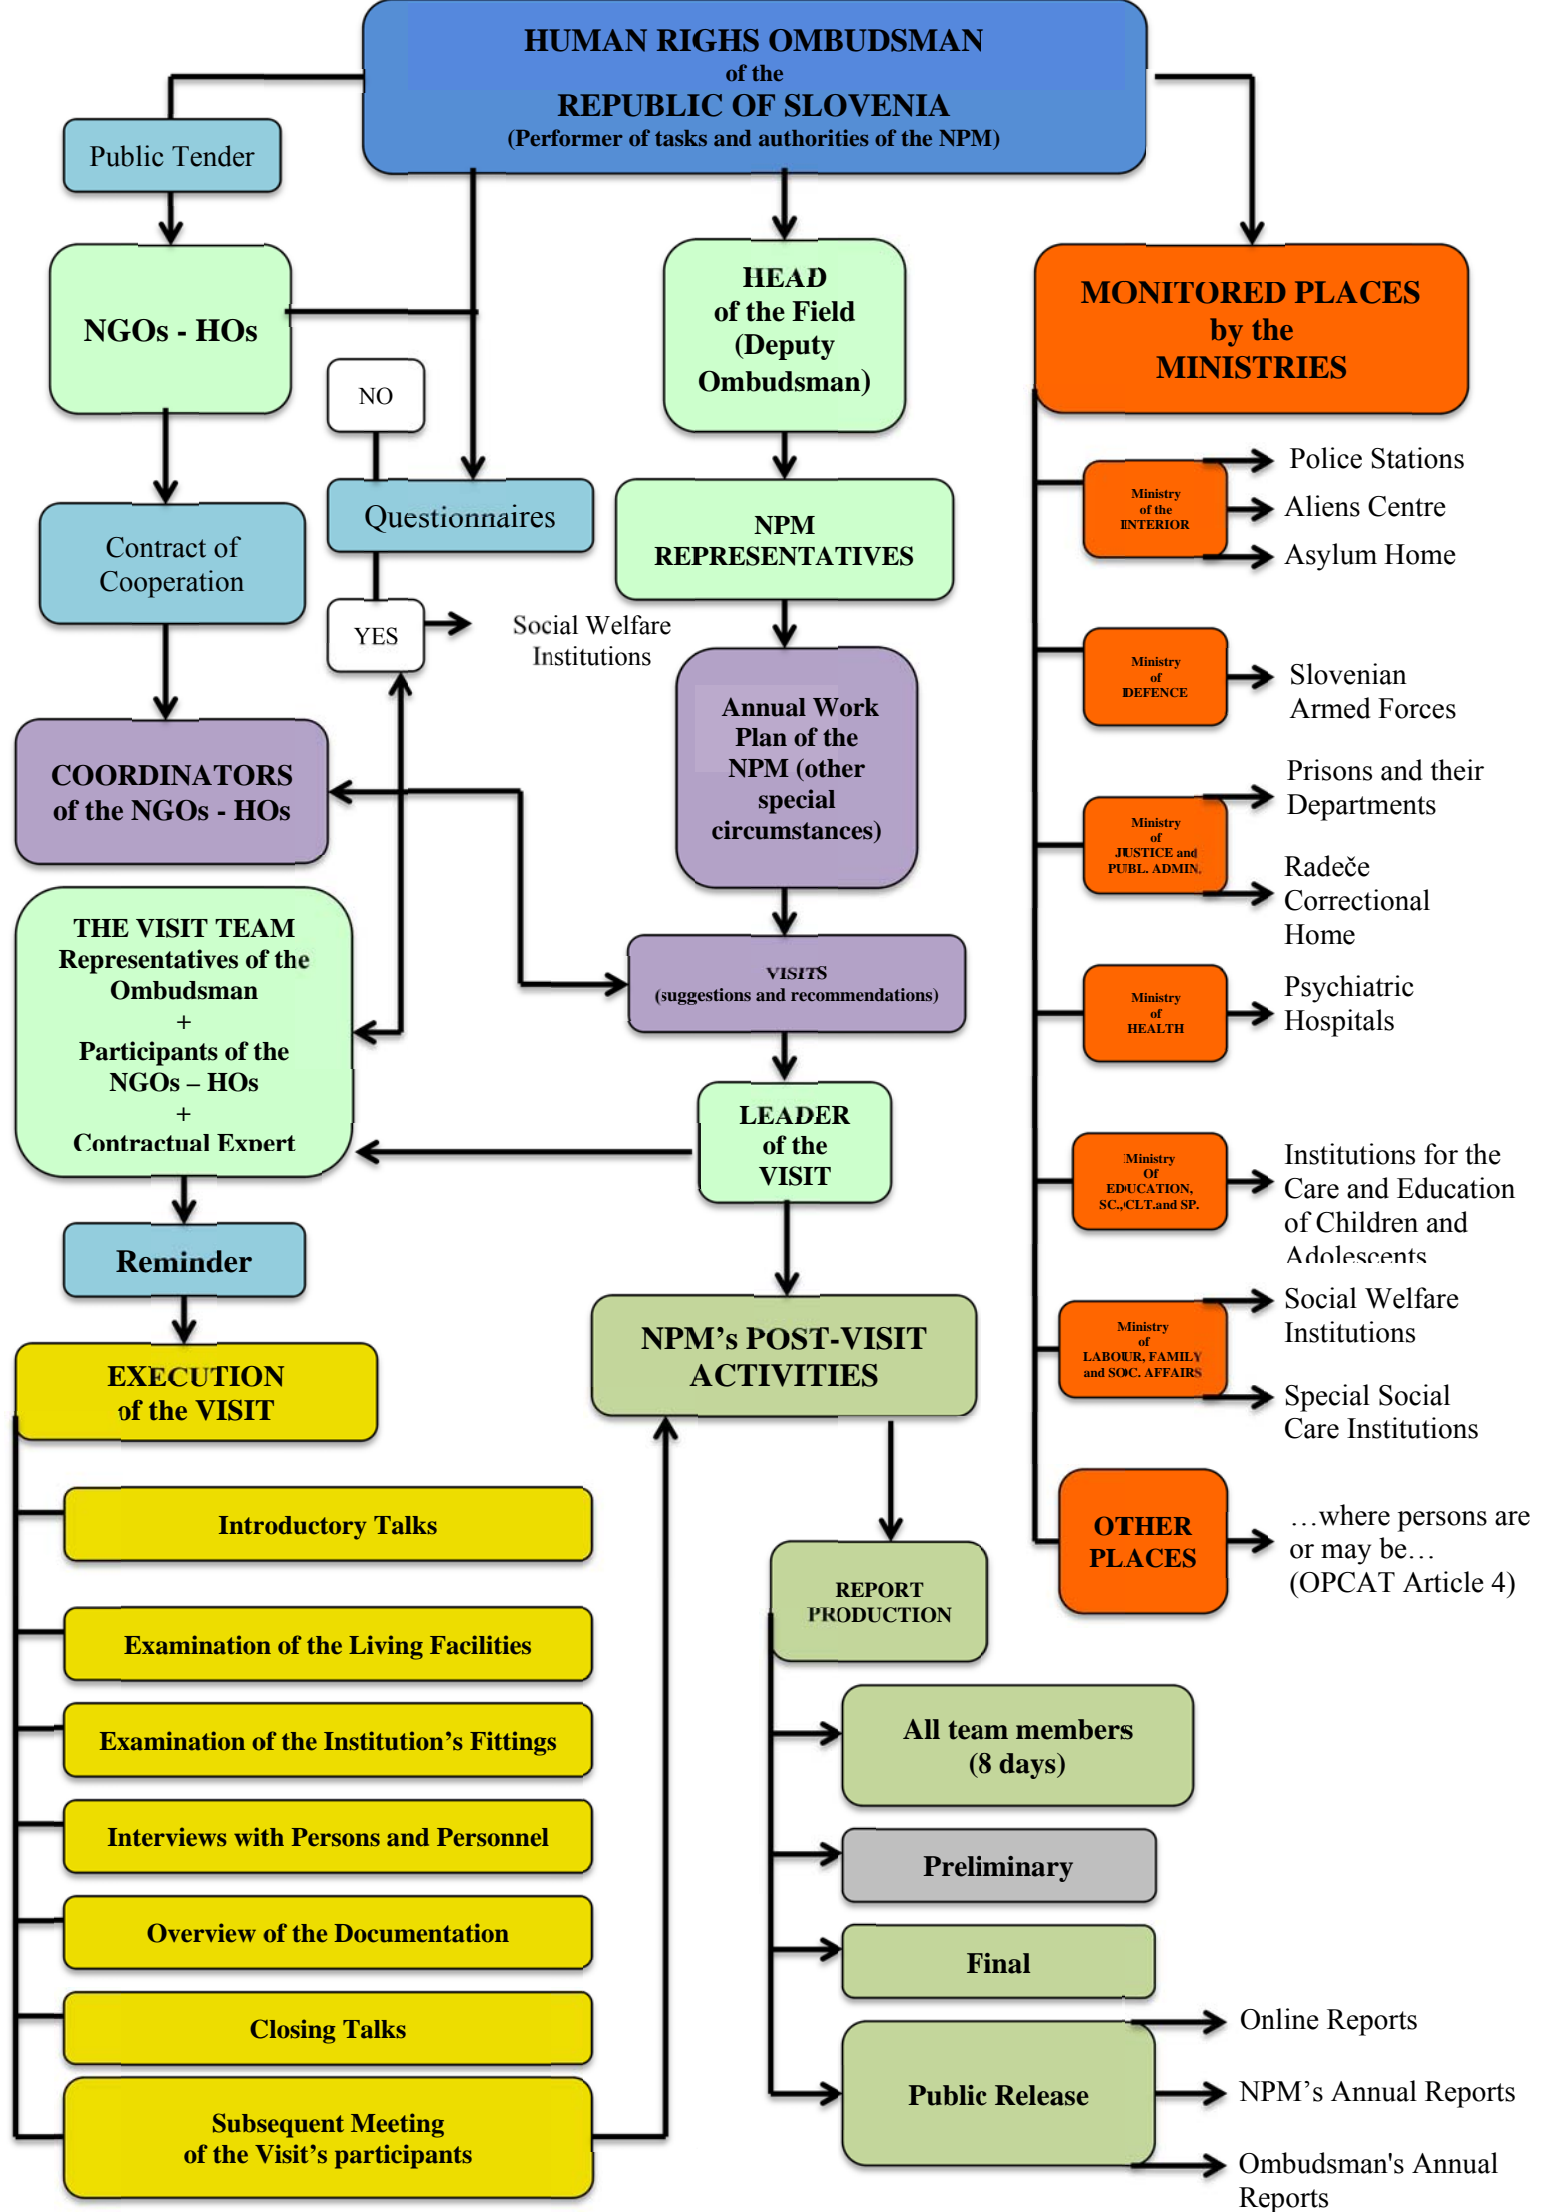 HUMAN RIGHS OMBUDSMAN
of the
REPUBLIC OF SLOVENIA
(Performer of tasks and authorities of the NPM)
Public Tender
NGOs - HOs
NO
Questionnaires
YES
Social Welfare
Institutions
Contract of
Cooperation
COORDINATORS
of the NGOs - HOs
THE VISIT TEAM
Representatives of the
Ombudsman
+
Participants of the
NGOs – HOs
+
Contractual Expert
Reminder
EXECUTION
of the VISIT
Introductory Talks
Examination of the Living Facilities
Examination of the Institution’s Fittings
Interviews with Persons and Personnel
Overview of the Documentation
Closing Talks
Subsequent Meeting
of the Visit’s participants
HEAD
of the Field
(Deputy
Ombudsman)
NPM
REPRESENTATIVES
Annual Work
Plan of the
NPM (other
special
circumstances)
VISITS
(suggestions and recommendations)
LEADER
of the
VISIT
NPM’s POST-VISIT
ACTIVITIES
REPORT
PRODUCTION
All team members
(8 days)
Preliminary
Final
Public Release
Online Reports
NPM’s Annual Reports
Ombudsman's Annual
Reports
MONITORED PLACES
by the
MINISTRIES
Ministry
of the
INTERIOR
Police Stations
Aliens Centre
Asylum Home
Ministry
of
DEFENCE
Slovenian
Armed Forces
Ministry
of
JUSTICE and
PUBL. ADMIN.
Prisons and their
Departments
Radeče
Correctional
Home
Ministry
of
HEALTH
Psychiatric
Hospitals
Ministry
Of
EDUCATION,
SC.,CLT.and SP.
Institutions for the
Care and Education
of Children and
Adolescents
Ministry
of
LABOUR, FAMILY
and SOC. AFFAIRS
Social Welfare
Institutions
Special Social
Care Institutions
OTHER
PLACES
…where persons are
or may be…
(OPCAT Article 4)